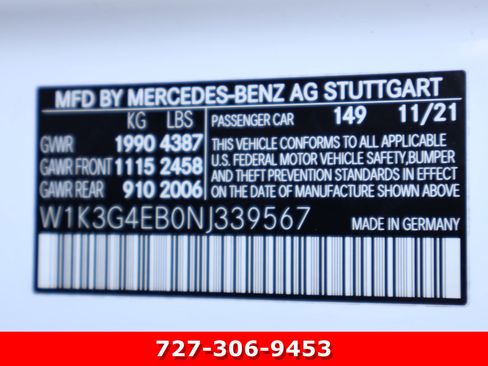 MFD BY MERCEDES-BENZ AG STUTTGART
KG LBS PASSENGER CAR 149 11/21
GVWR 1990 4387
GAWR FRONT 1115 2458
GAWR REAR 910 2006
THIS VEHICLE CONFORMS TO ALL APPLICABLE
U.S. FEDERAL MOTOR VEHICLE SAFETY, BUMPER
AND THEFT PREVENTION STANDARDS IN EFFECT
ON THE DATE OF MANUFACTURE SHOWN ABOVE.
W1K3G4EB0NJ339567 MADE IN GERMANY
727-306-9453